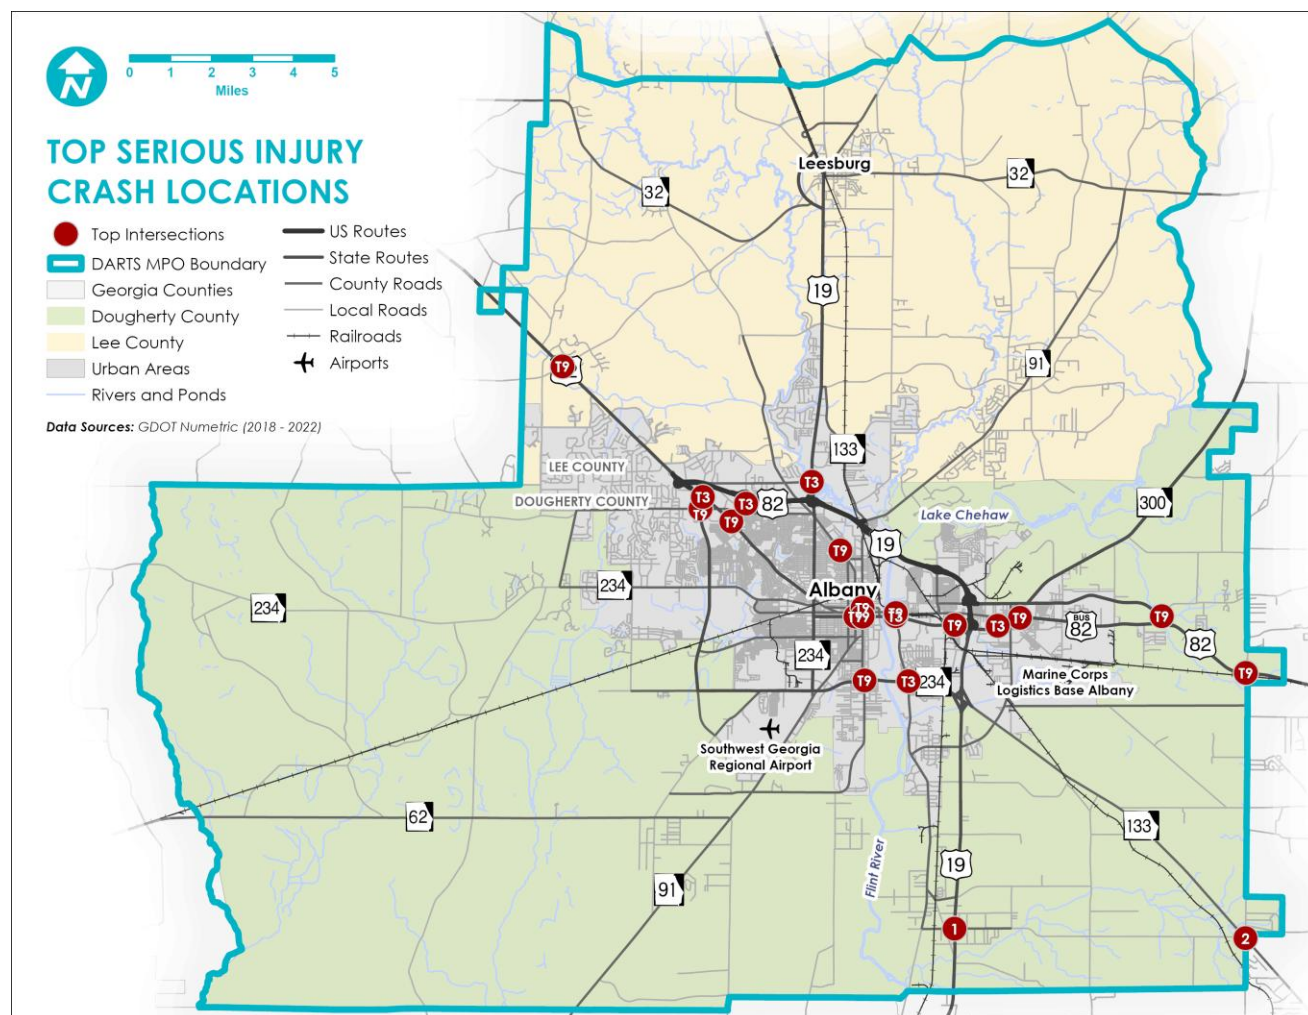 N
0 1 2 3 4 5
Miles
TOP SERIOUS INJURY
CRASH LOCATIONS
Top Intersections
DARTS MPO Boundary
Georgia Counties
Dougherty County
Lee County
Urban Areas
Rivers and Ponds
US Routes
State Routes
County Roads
Local Roads
Railroads
Airports
Data Sources: GDOT Numetric (2018 - 2022)
Leesburg
32
32
19
T9
91
133
LEE COUNTY
DOUGHERTY COUNTY
T3
T3
T3
82
T9
T9
300
Lake Chehaw
19
T9
234
234
Albany
T9
T9
T9
T3
T9
T3
T9
BUS
82
T9
82
234
T9
T3
234
Marine Corps
Logistics Base Albany
T9
Southwest Georgia
Regional Airport
62
133
19
Flint River
91
1
2